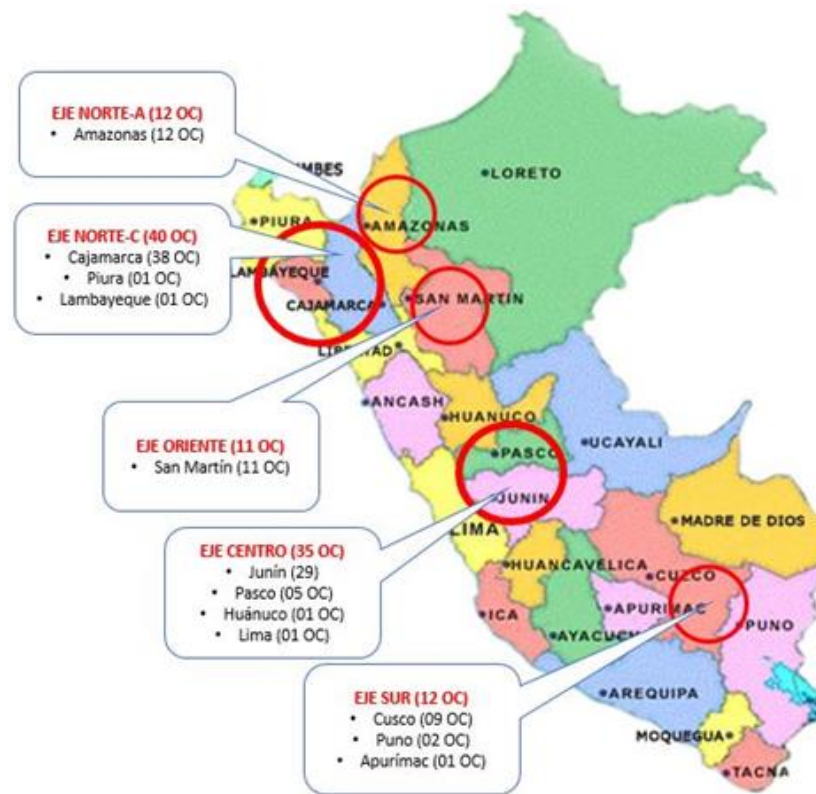 EJE NORTE-A (12 OC)
• Amazonas (12 OC)
MBES
LORETO
PIURA
AMAZONAS
EJE NORTE-C (40 OC)
• Cajamarca (38 OC)
• Piura (01 OC)
• Lambayeque (01 OC)
LAMBAYEQUE
CAJAMARCA
SAN MARTÍN
LIBERTAD
ANCASH
HUANUCO
UCAYALI
EJE ORIENTE (11 OC)
• San Martín (11 OC)
PASCO
JUNIN
LIMA
MADRE DE DIOS
EJE CENTRO (35 OC)
• Junín (29)
• Pasco (05 OC)
• Huánuco (01 OC)
• Lima (01 OC)
HUANCAVELICA
CUZCO
ICA
APURIMAC
PUNO
AYACUCH
EJE SUR (12 OC)
• Cusco (09 OC)
• Puno (02 OC)
• Apurímac (01 OC)
AREQUIPA
MOQUEGUA
TACNA